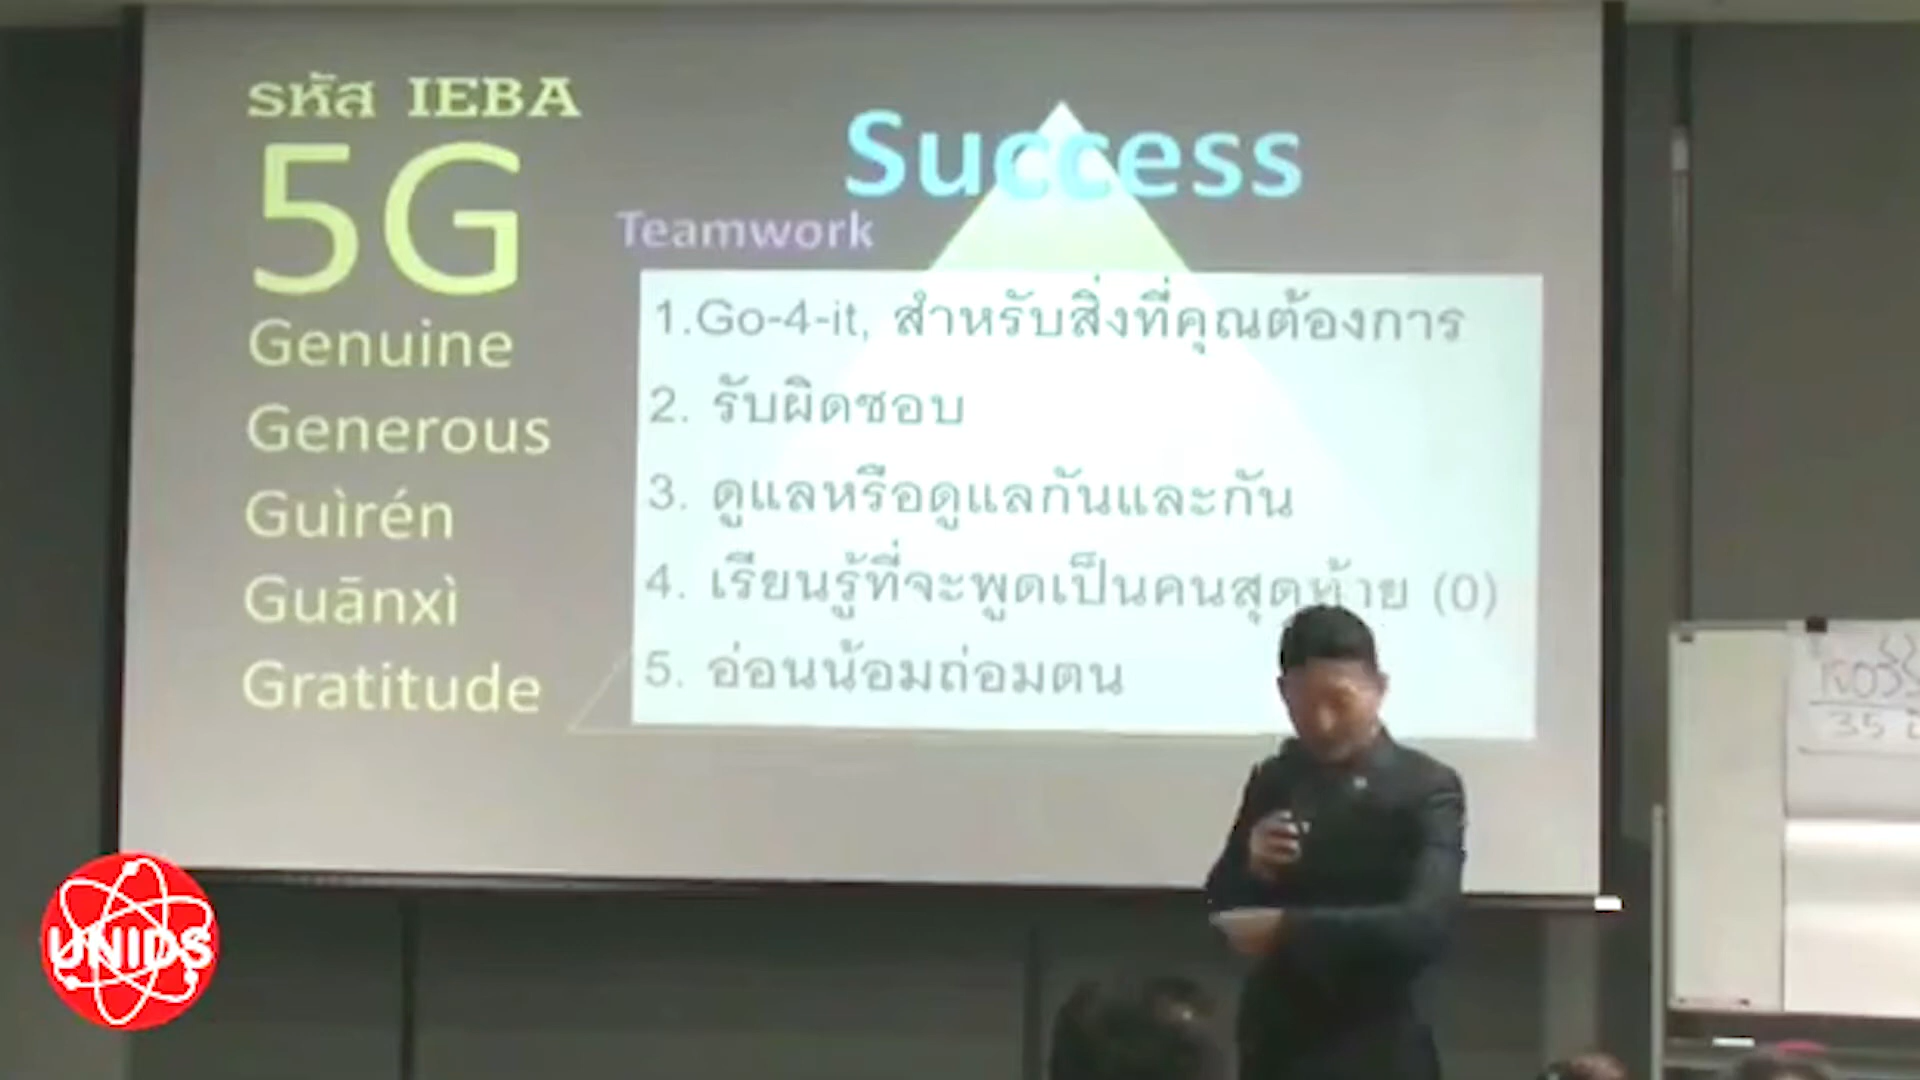 รหัส IEBA
5G
Genuine
Generous
Guìrén
Guānxì
Gratitude
Success
Teamwork
1.Go-4-it, สำหรับสิ่งที่คุณต้องการ
2. รับผิดชอบ
3. ดูแลหรือดูแลกันและกัน
4. เรียนรู้ที่จะพูดเป็นคนสุดท้าย (0)
5. อ่อนน้อมถ่อมตน
35
UNIDS